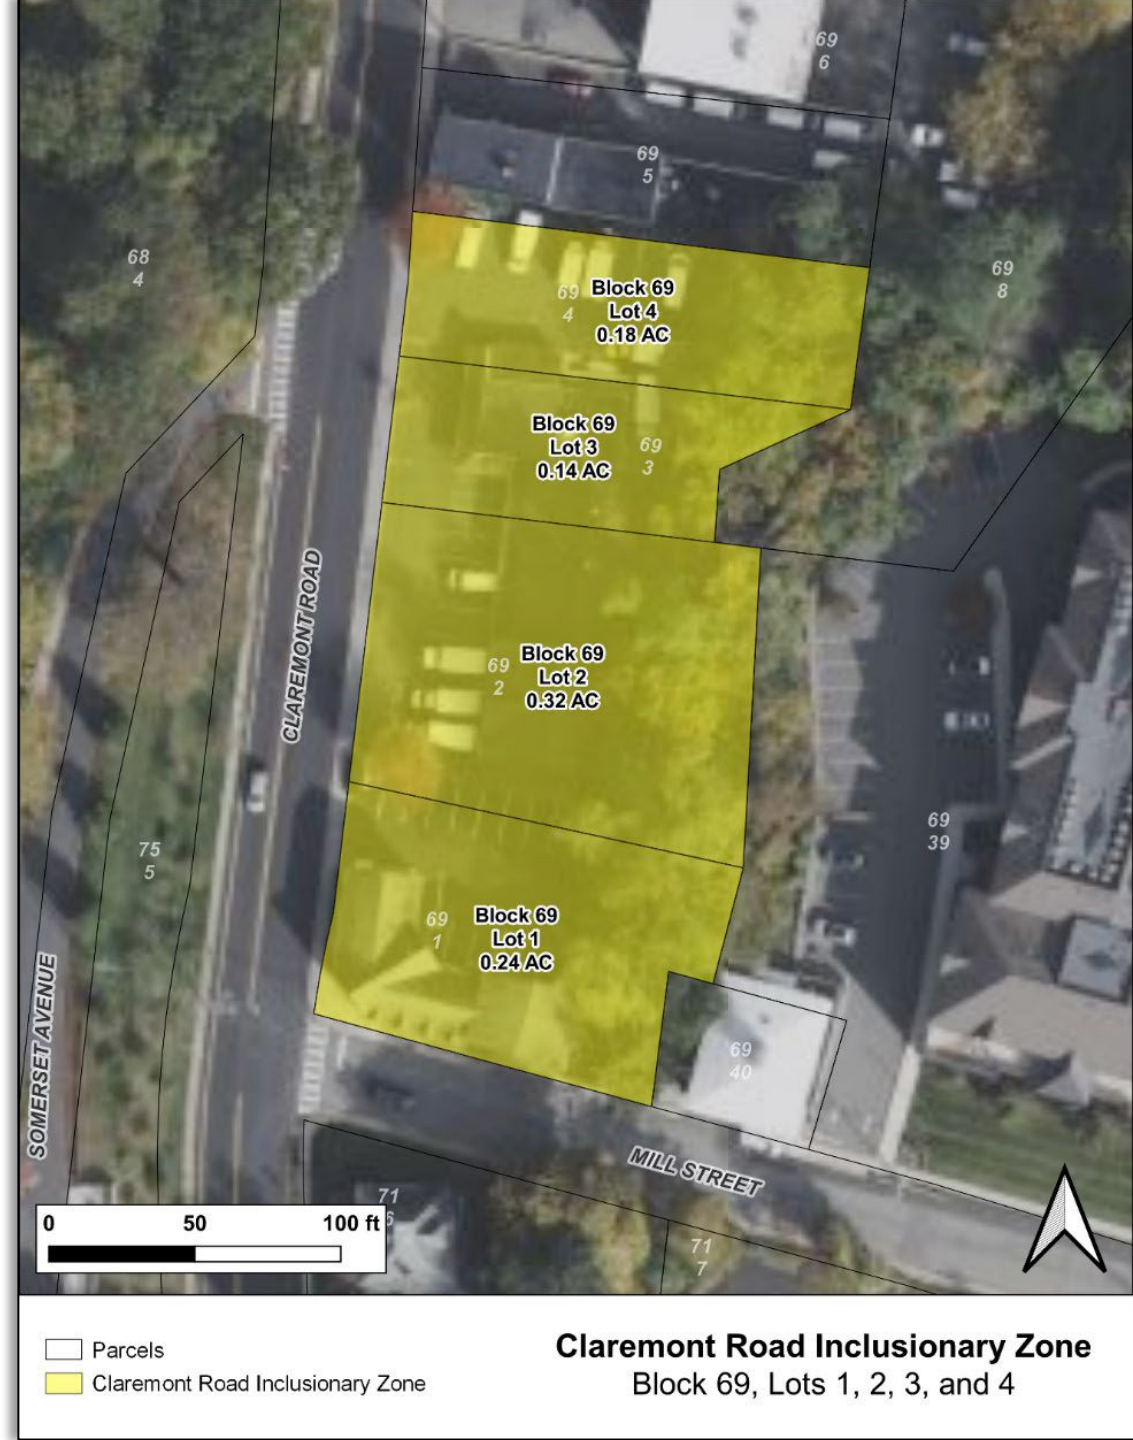 69
6
69
5
68
4
69
8
Block 69
Lot 4
0.18 AC
69
4
Block 69
Lot 3
0.14 AC
69
3
CLAREMONT ROAD
Block 69
Lot 2
0.32 AC
69
2
69
39
75
5
Block 69
Lot 1
0.24 AC
69
1
SOMERSET AVENUE
69
40
MILL STREET
71
6
71
7
0 50 100 ft
Parcels
Claremont Road Inclusionary Zone
Claremont Road Inclusionary Zone
Block 69, Lots 1, 2, 3, and 4